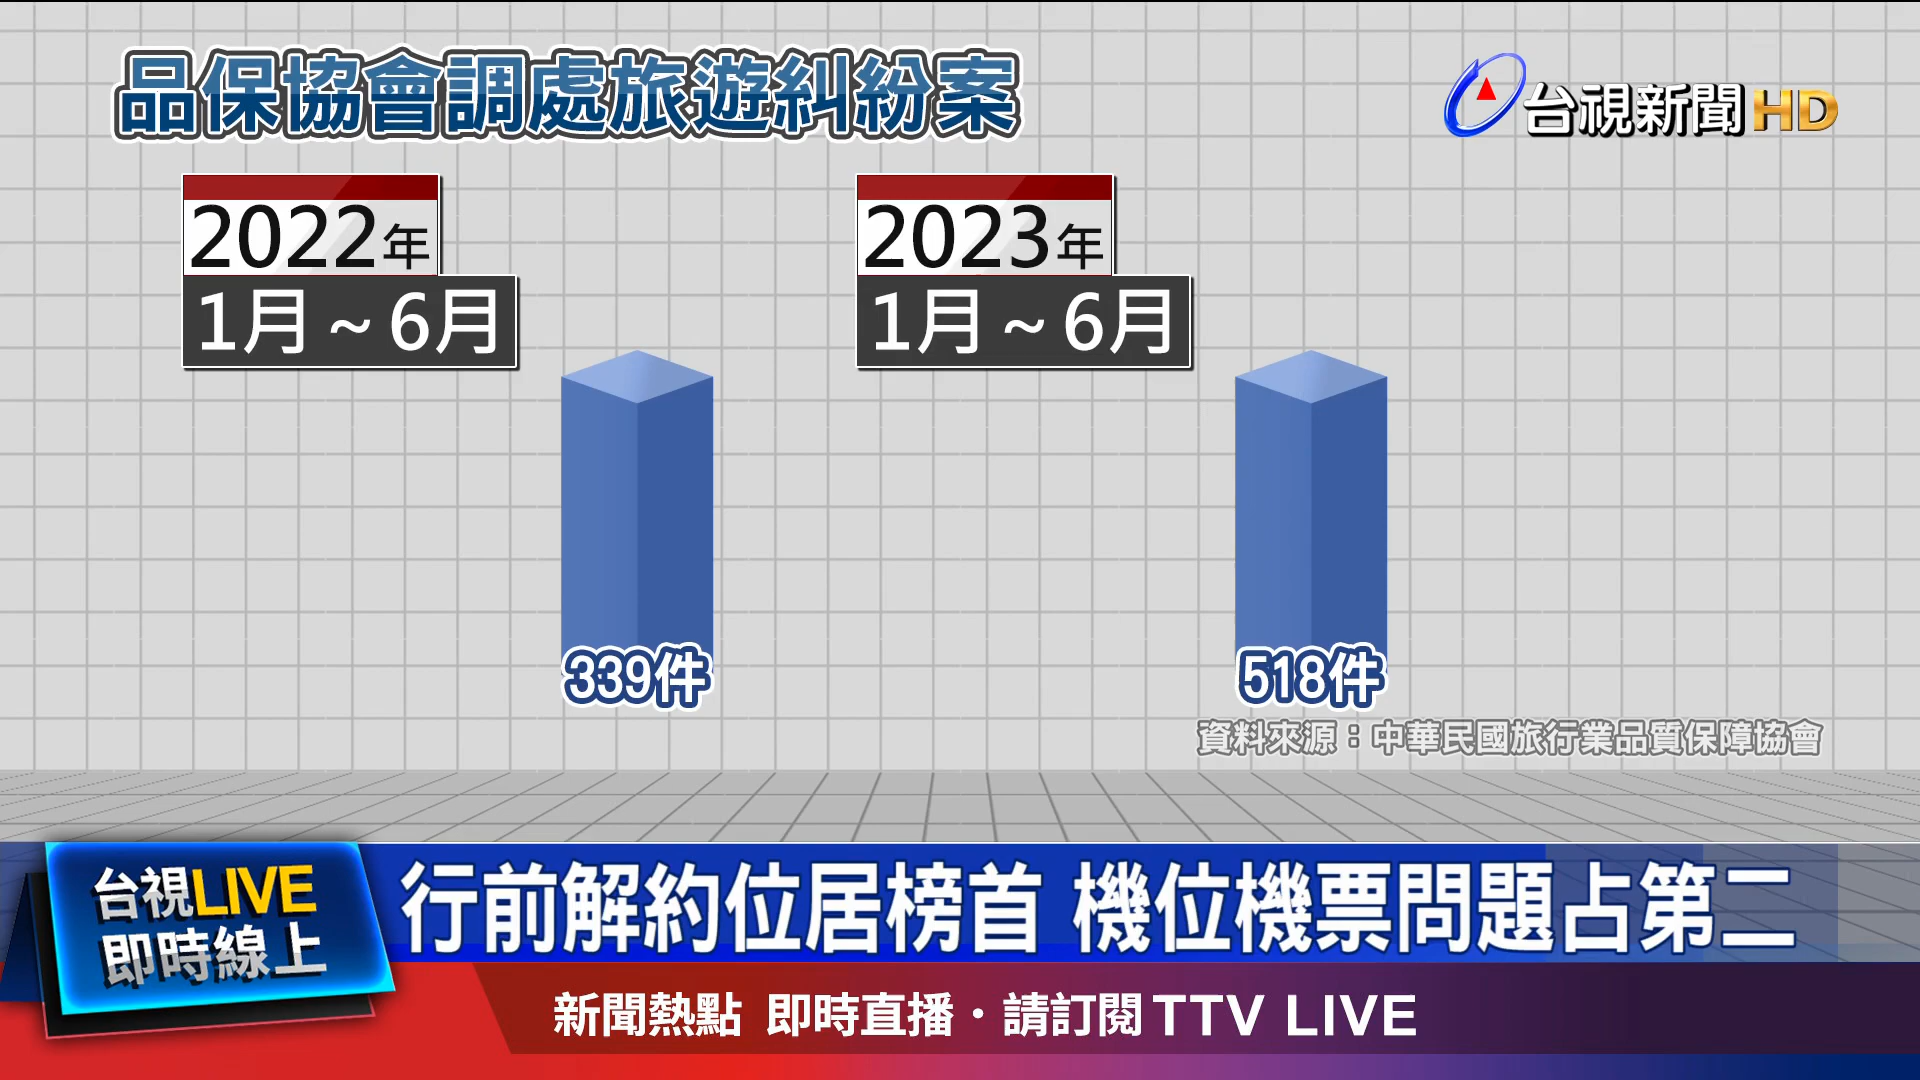 品保協會調處旅遊糾紛案
台視新聞HD
2022年
1月～6月
2023年
1月～6月
339件
518件
資料來源：中華民國旅行業品質保障協會
台視LIVE
即時線上
行前解約位居榜首 機位機票問題占第二
新聞熱點 即時直播・請訂閱TTV LIVE